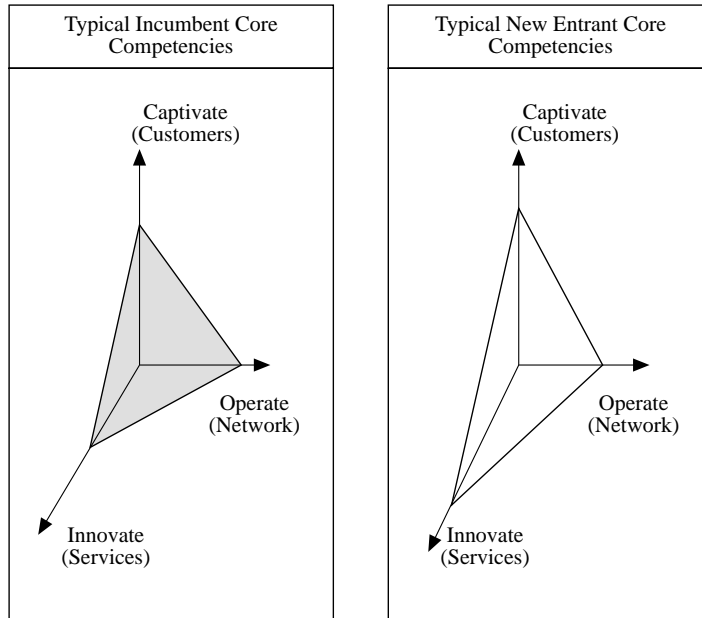 Typical Incumbent Core
Competencies
Captivate
(Customers)
Operate
(Network)
Innovate
(Services)
Typical New Entrant Core
Competencies
Captivate
(Customers)
Operate
(Network)
Innovate
(Services)